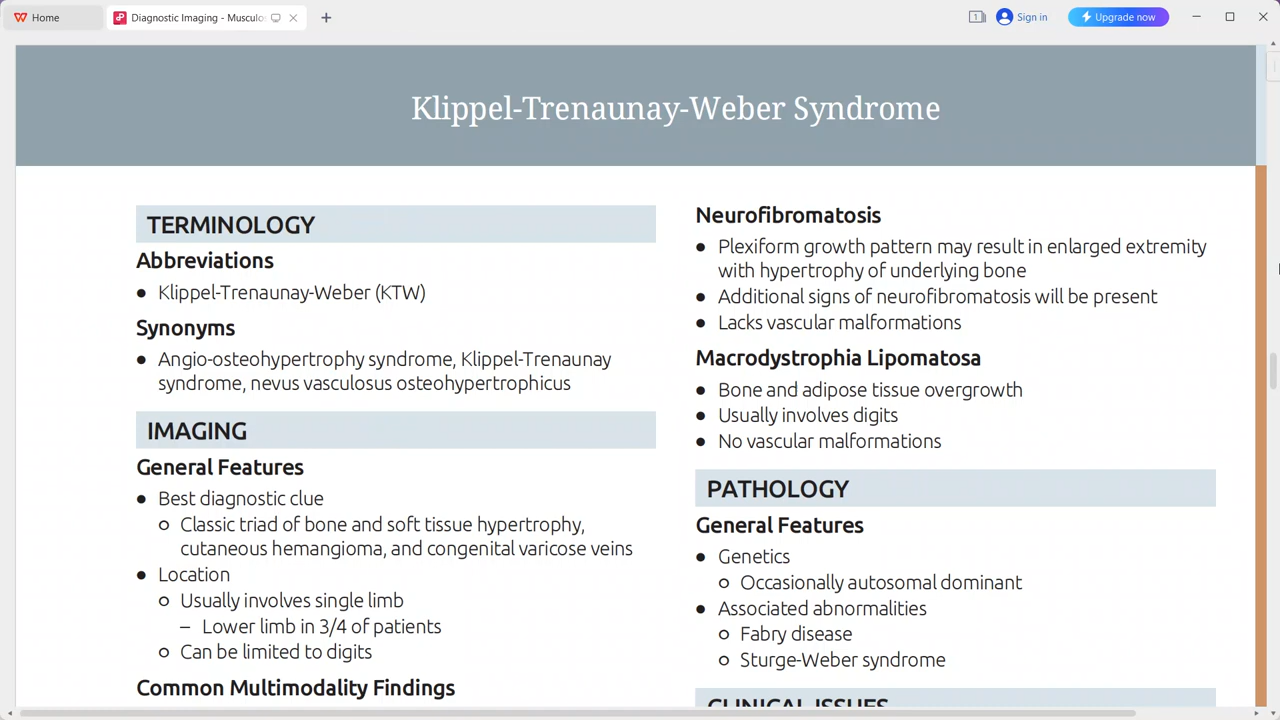 Home
Diagnostic Imaging - Musculos
1
Sign in
Upgrade now
Klippel-Trenaunay-Weber Syndrome
TERMINOLOGY
Abbreviations
● Klippel-Trenaunay-Weber (KTW)
Synonyms
● Angio-osteohypertrophy syndrome, Klippel-Trenaunay
syndrome, nevus vasculosus osteohypertrophicus
IMAGING
General Features
● Best diagnostic clue
○ Classic triad of bone and soft tissue hypertrophy,
cutaneous hemangioma, and congenital varicose veins
● Location
○ Usually involves single limb
– Lower limb in 3/4 of patients
○ Can be limited to digits
Common Multimodality Findings
Neurofibromatosis
● Plexiform growth pattern may result in enlarged extremity
with hypertrophy of underlying bone
● Additional signs of neurofibromatosis will be present
● Lacks vascular malformations
Macrodystrophia Lipomatosa
● Bone and adipose tissue overgrowth
● Usually involves digits
● No vascular malformations
PATHOLOGY
General Features
● Genetics
○ Occasionally autosomal dominant
● Associated abnormalities
○ Fabry disease
○ Sturge-Weber syndrome
CLINICAL ISSUES